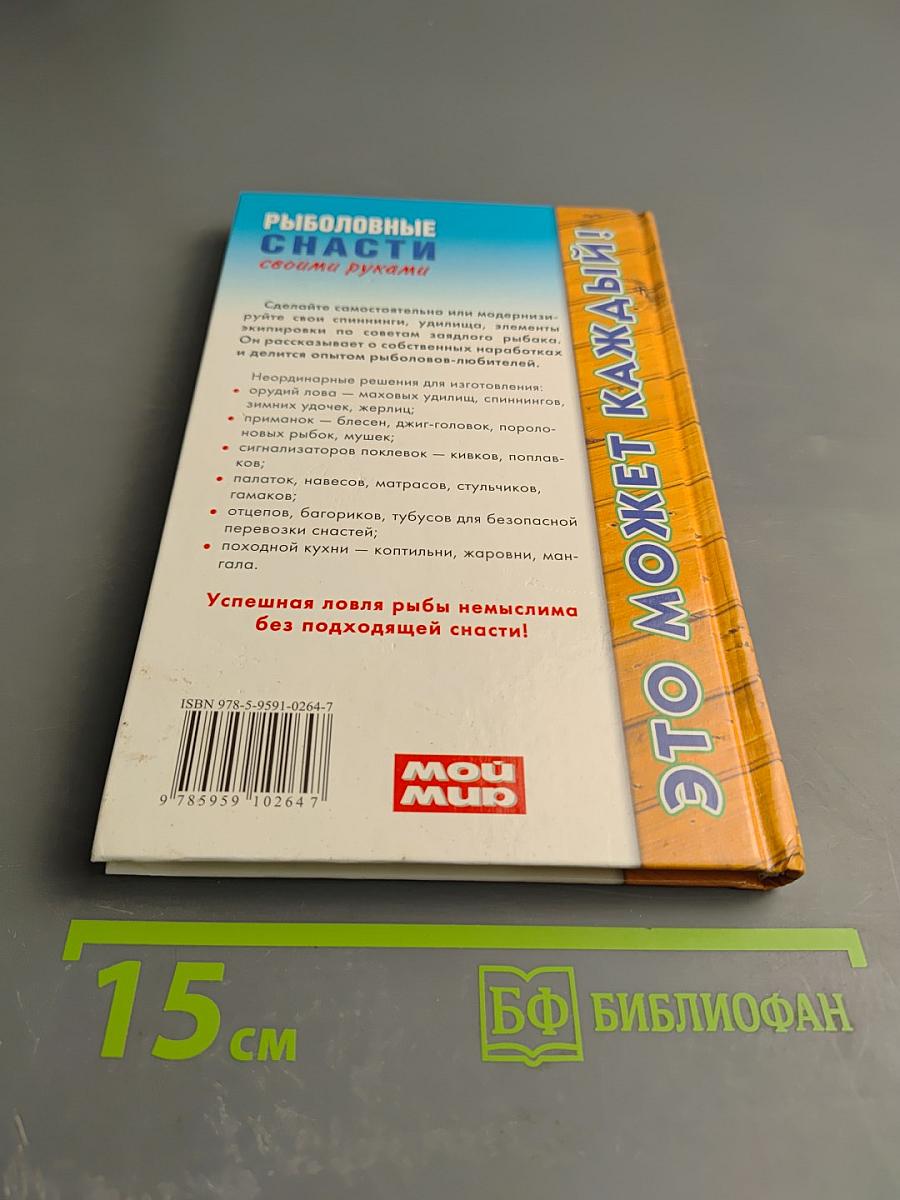 РЫБОЛОВНЫЕ
СНАСТИ
своими руками
Сделайте самостоятельно или модернизи-
руйте свои спиннинги, удилища, элементы
экипировки по советам заядлого рыбака.
Он рассказывает о собственных наработках
и делится опытом рыболовов-любителей.
Неординарные решения для изготовления:
• орудий лова — маховых удилищ, спиннингов,
зимних удочек, жерлиц;
• приманок — блесен, джиг-головок, пороло-
новых рыбок, мушек;
• сигнализаторов поклевок — кивков, поплав-
ков;
• палаток, навесов, матрасов, стульчиков,
гамаков;
• отцепов, багориков, тубусов для безопасной
перевозки снастей;
• походной кухни — коптильни, жаровни, ман-
гала.
Успешная ловля рыбы немыслима
без подходящей снасти!
ISBN 978-5-9591-0264-7
9 785959 102647
мой
мир
ЭТО МОЖЕТ КАЖДЫЙ!
15 см
БФ БИБЛИОФАН